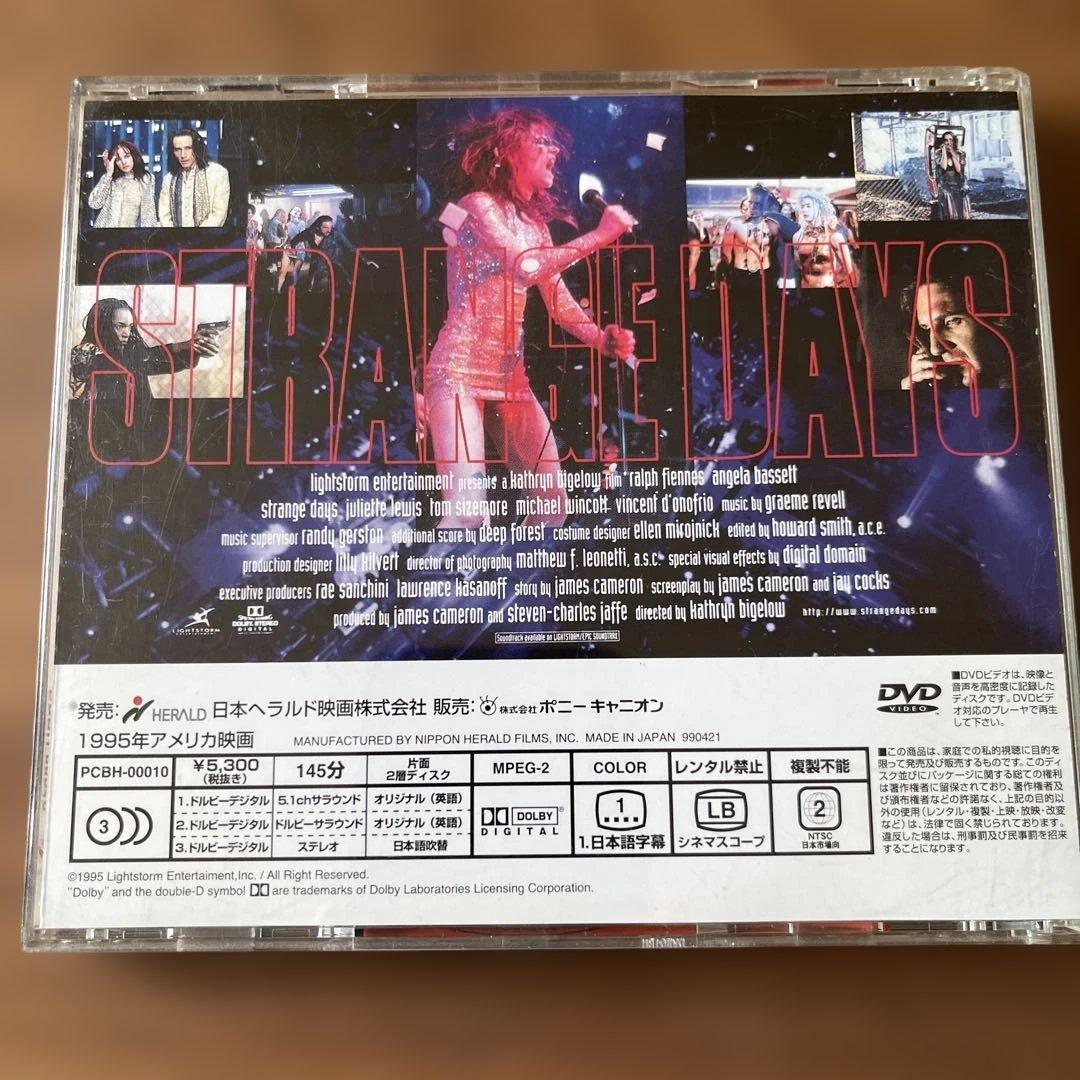 STRANGE DAYS
lightstorm entertainment presents a kathryn bigelow film ralph fiennes angela bassett
strange days juliette lewis tom sizemore michael wincott vincent d'onofrio music by graeme revell
music supervisor randy gerston additional score by deep forest costume designer ellen mirojnick edited by howard smith, a.c.e.
production designer lilly kilvert director of photography matthew f. leonetti, a.s.c. special visual effects by digital domain
executive producers rae sanchini lawrence kasanoff story by james cameron screenplay by james cameron and jay cocks
produced by james cameron and steven-charles jaffe directed by kathryn bigelow http://www.strangedays.com
LIGHTSTORM
DOLBY STEREO
DIGITAL
Soundtrack available on LIGHTSTORM/EPIC SOUNDTRAX
発売: HERALD 日本ヘラルド映画株式会社 販売: 株式会社 ポニー キャニオン
1995年アメリカ映画 MANUFACTURED BY NIPPON HERALD FILMS, INC. MADE IN JAPAN 990421
DVD
VIDEO
■DVDビデオは、映像と
音声を高密度に記録した
ディスクです。DVDビデ
オ対応のプレーヤで再生
して下さい。
PCBH-00010 ¥5,300 (税抜き) 145分 片面 2層ディスク MPEG-2 COLOR レンタル禁止 複製不能
3
1.ドルビーデジタル 5.1chサラウンド オリジナル(英語)
2.ドルビーデジタル ドルビーサラウンド オリジナル(英語)
3.ドルビーデジタル ステレオ 日本語吹替
DOLBY
DIGITAL
1
1.日本語字幕
LB
シネマスコープ
2
NTSC
日本市場向
■この商品は、家庭での私的視聴に目的を
限って発売及び販売するものです。このディ
スク並びにパッケージに関する総ての権利
は著作権者に留保されており、著作権者及
び頒布権者などの許諾なく、上記の目的以
外の使用(レンタル・複製・上映・放映・改変
など)は、法律で固く禁じられております。
違反した場合は、刑事罰及び民事罰を招来
することになります。
©1995 Lightstorm Entertaiment,Inc. / All Right Reserved.
"Dolby" and the double-D symbol are trademarks of Dolby Laboratories Licensing Corporation.